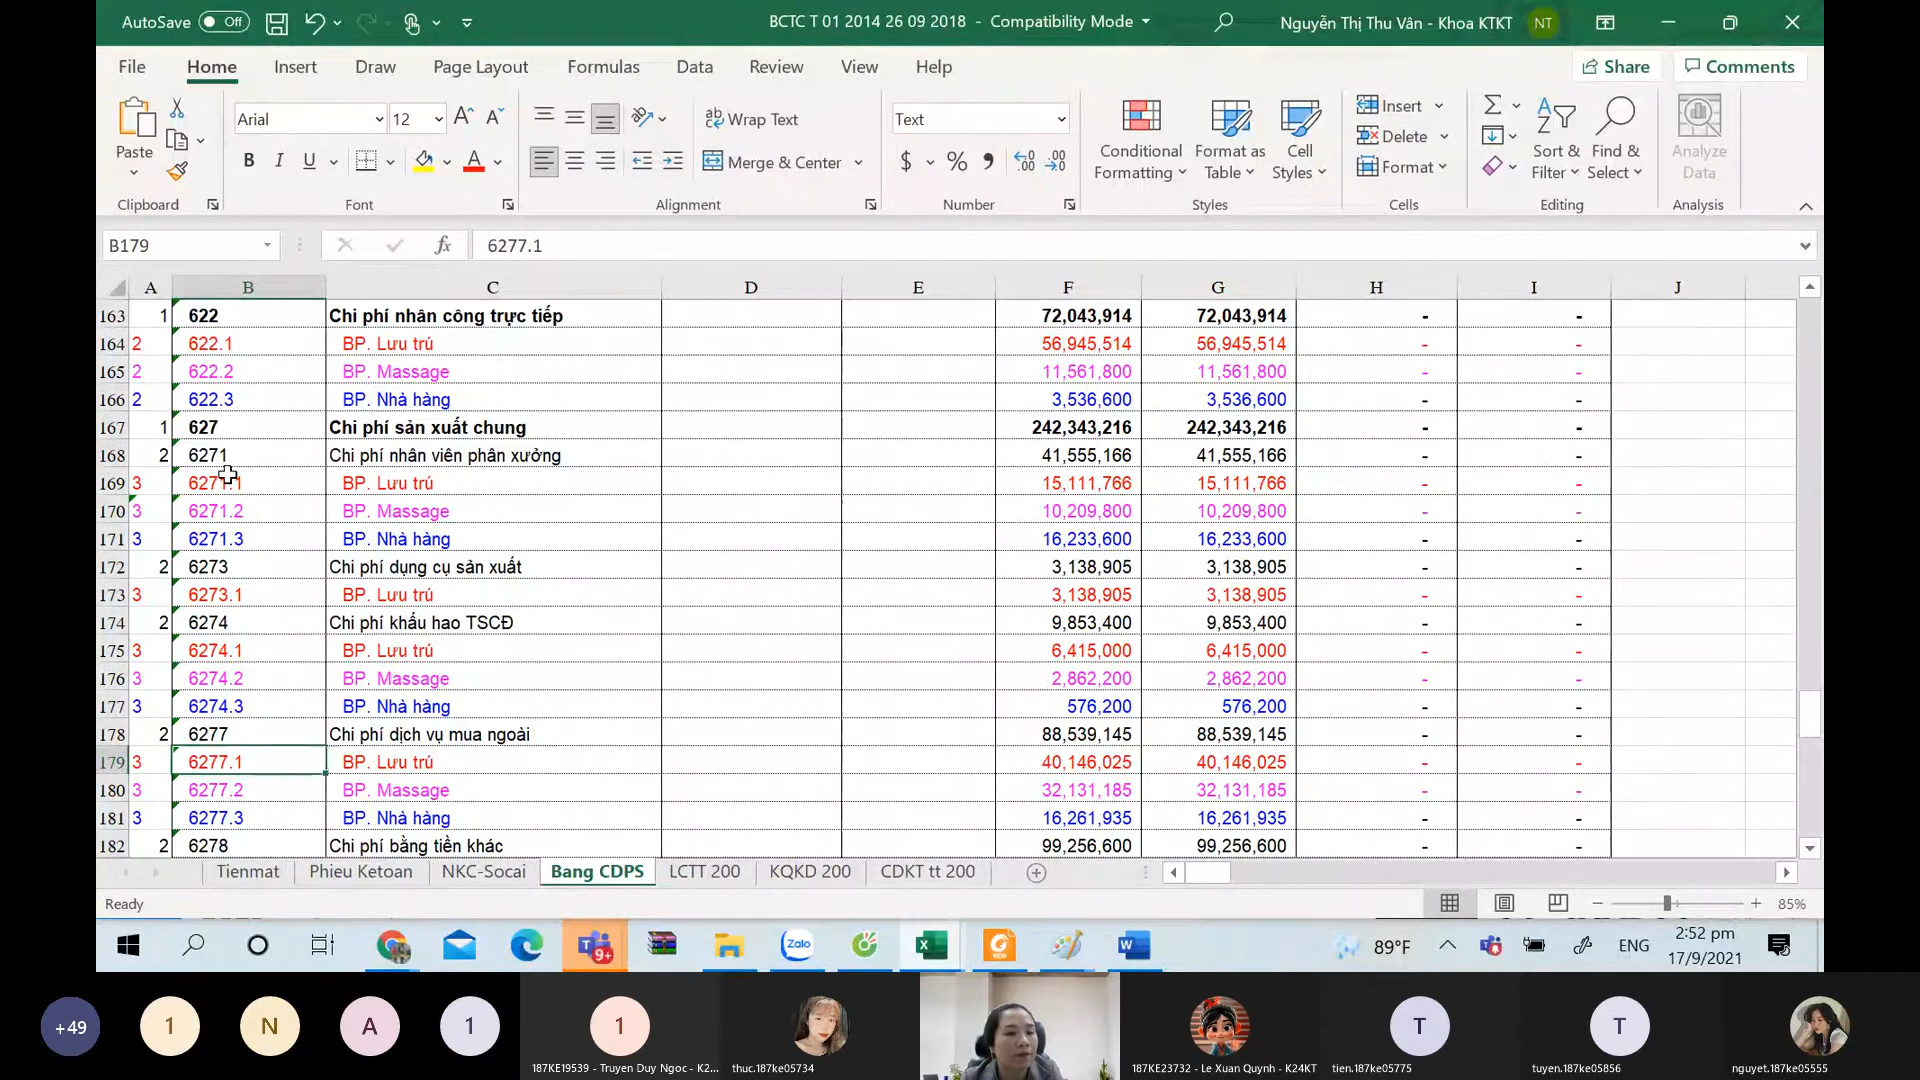 AutoSave Off BCTC T 01 2014 26 09 2018 - Compatibility Mode Nguyễn Thị Thu Vân - Khoa KTKT NT
File Home Insert Draw Page Layout Formulas Data Review View Help Share Comments
Arial 12 Wrap Text Text Insert
Paste Conditional Formatting Format as Table Cell Styles Delete Sort & Filter Find & Select Analyze Data
B I U Merge & Center $ % Format
Clipboard Font Alignment Number Styles Cells Editing Analysis
B179 fx 6277.1
A B C D E F G H I J
163 1 622 Chi phí nhân công trực tiếp 72,043,914 72,043,914 - -
164 2 622.1 BP. Lưu trú 56,945,514 56,945,514 - -
165 2 622.2 BP. Massage 11,561,800 11,561,800 - -
166 2 622.3 BP. Nhà hàng 3,536,600 3,536,600 - -
167 1 627 Chi phí sản xuất chung 242,343,216 242,343,216 - -
168 2 6271 Chi phí nhân viên phân xưởng 41,555,166 41,555,166 - -
169 3 6271.1 BP. Lưu trú 15,111,766 15,111,766 - -
170 3 6271.2 BP. Massage 10,209,800 10,209,800 - -
171 3 6271.3 BP. Nhà hàng 16,233,600 16,233,600 - -
172 2 6273 Chi phí dụng cụ sản xuất 3,138,905 3,138,905 - -
173 3 6273.1 BP. Lưu trú 3,138,905 3,138,905 - -
174 2 6274 Chi phí khấu hao TSCĐ 9,853,400 9,853,400 - -
175 3 6274.1 BP. Lưu trú 6,415,000 6,415,000 - -
176 3 6274.2 BP. Massage 2,862,200 2,862,200 - -
177 3 6274.3 BP. Nhà hàng 576,200 576,200 - -
178 2 6277 Chi phí dịch vụ mua ngoài 88,539,145 88,539,145 - -
179 3 6277.1 BP. Lưu trú 40,146,025 40,146,025 - -
180 3 6277.2 BP. Massage 32,131,185 32,131,185 - -
181 3 6277.3 BP. Nhà hàng 16,261,935 16,261,935 - -
182 2 6278 Chi phí bằng tiền khác 99,256,600 99,256,600 - -
Tienmat Phieu Ketoan NKC-Socai Bang CDPS LCTT 200 KQKD 200 CDKT tt 200
Ready 85%
9+ Zalo 89°F ENG 2:52 pm
17/9/2021
+49 1 N A 1 1 T T
187KE19539 - Truyen Duy Ngoc - K2... thuc.187ke05734 187KE23732 - Le Xuan Quynh - K24KT tien.187ke05775 tuyen.187ke05856 nguyet.187ke05555